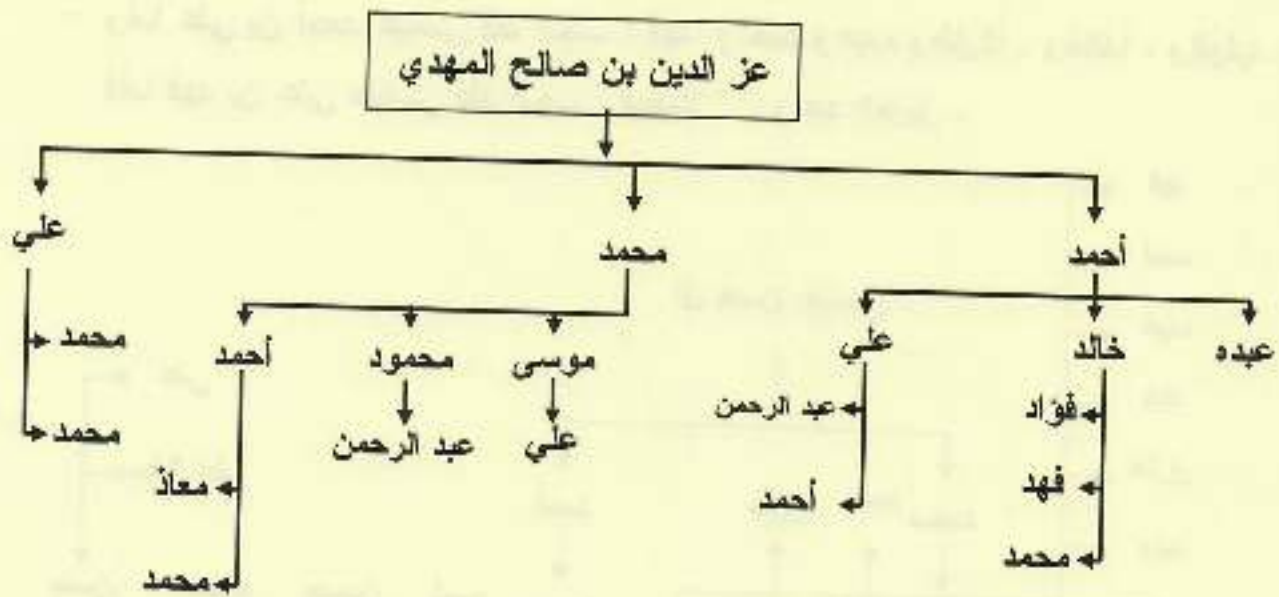 عز الدين بن صالح المهدي
أحمد
محمد
علي
عبده
خالد
علي
موسى
محمود
أحمد
محمد
محمد
فؤاد
فهد
محمد
عبد الرحمن
أحمد
علي
عبد الرحمن
معاذ
محمد